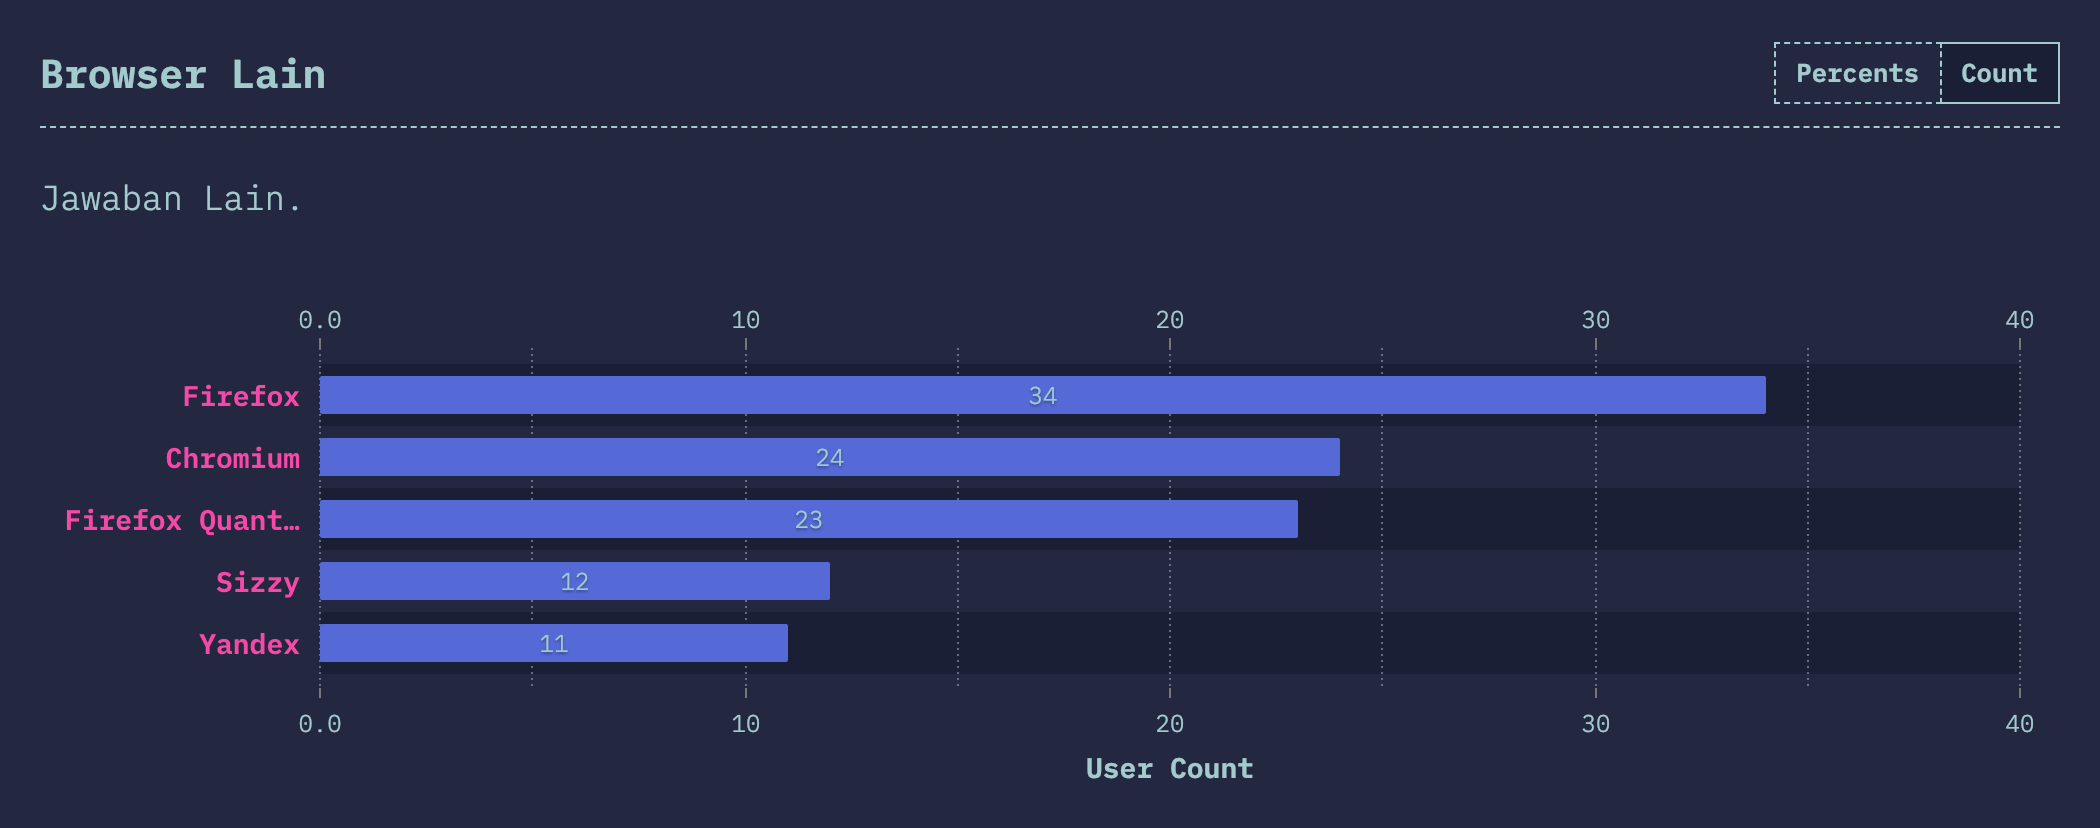 Browser Lain
Percents Count
Jawaban Lain.
0.0 10 20 30 40
Firefox 34
Chromium 24
Firefox Quant… 23
Sizzy 12
Yandex 11
0.0 10 20 30 40
User Count